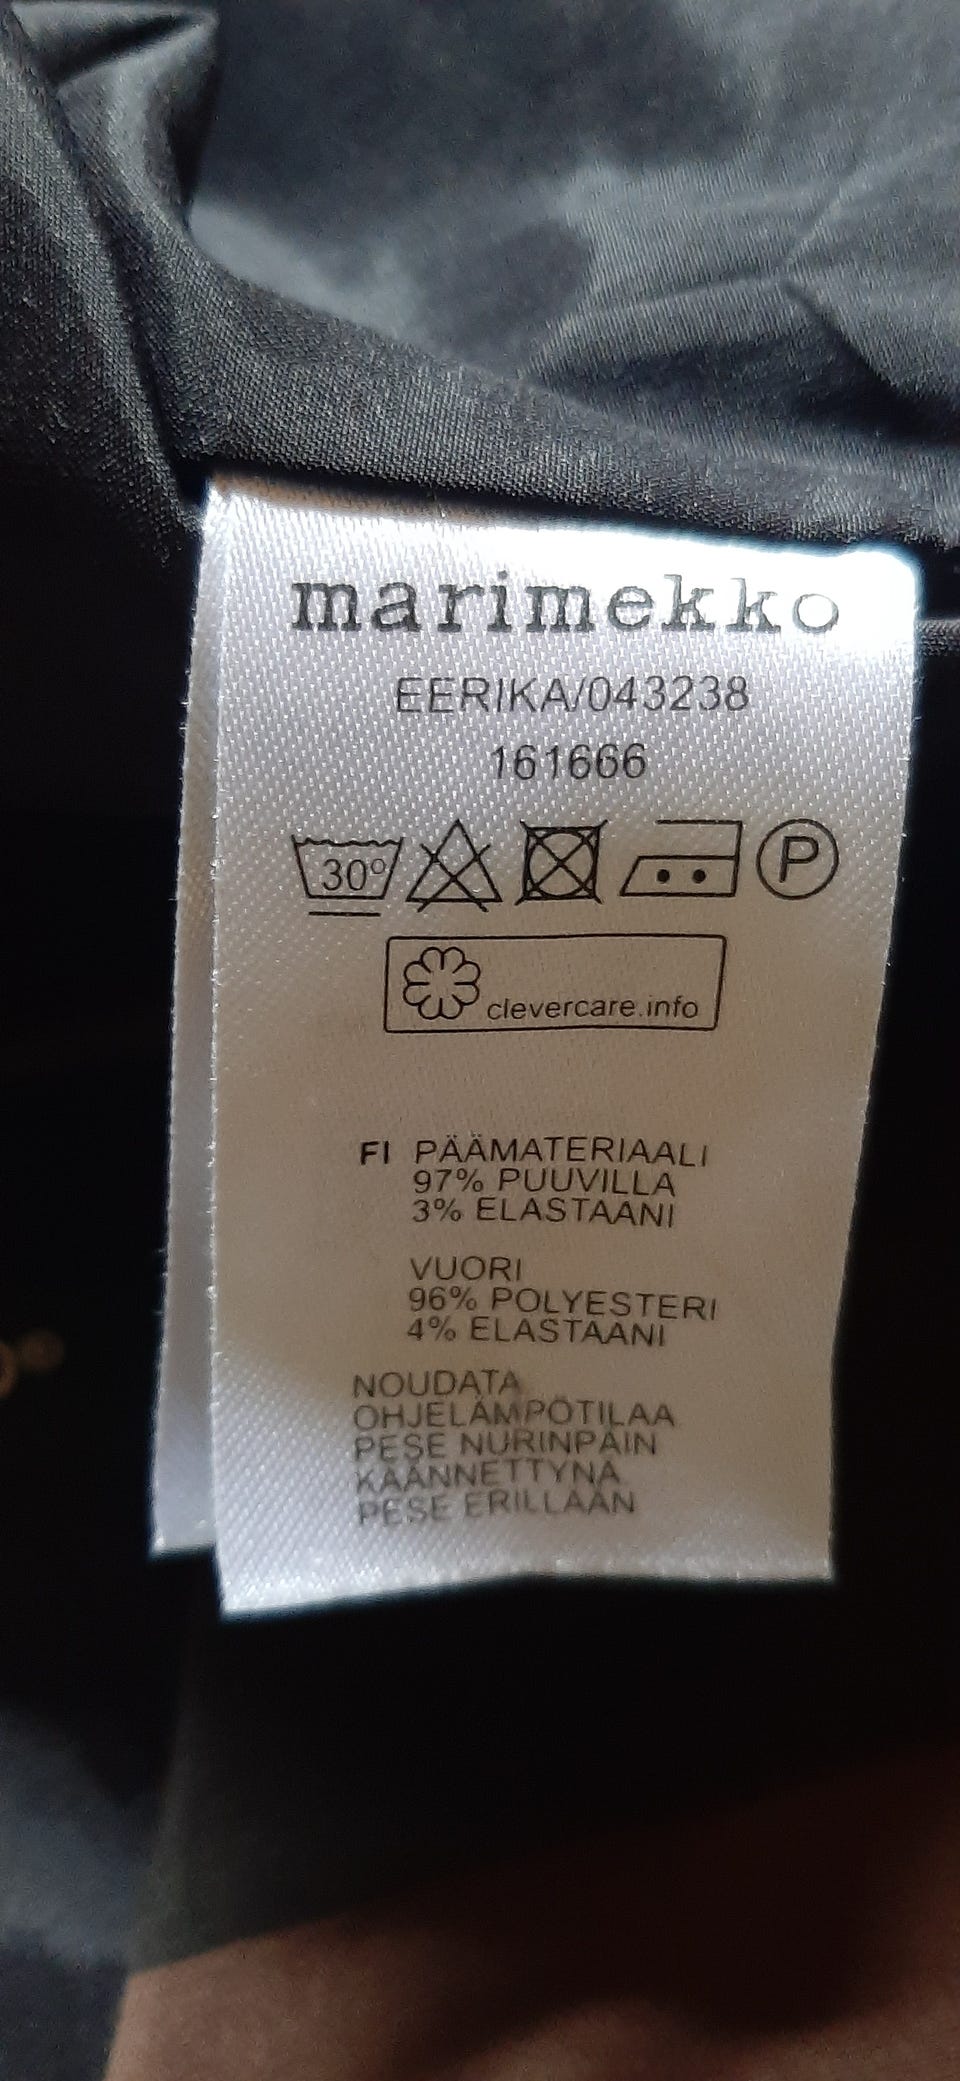 marimekko
EERIKA/043238
161666
30°
P
clevercare.info
FI PÄÄMATERIAALI
97% PUUVILLA
3% ELASTAANI
VUORI
96% POLYESTERI
4% ELASTAANI
NOUDATA
OHJELÄMPÖTILAA
PESE NURINPÄIN
KÄÄNNETTYNÄ
PESE ERILLÄÄN